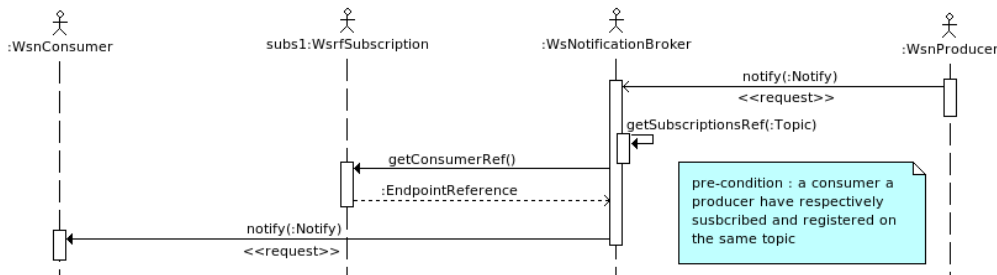 :WsnConsumer
subs1:WsrfSubscription
:WsNotificationBroker
:WsnProducer
notify(:Notify)
<<request>>
getSubscriptionsRef(:Topic)
getConsumerRef()
:EndpointReference
pre-condition : a consumer a
producer have respectively
susbcribed and registered on
the same topic
notify(:Notify)
<<request>>